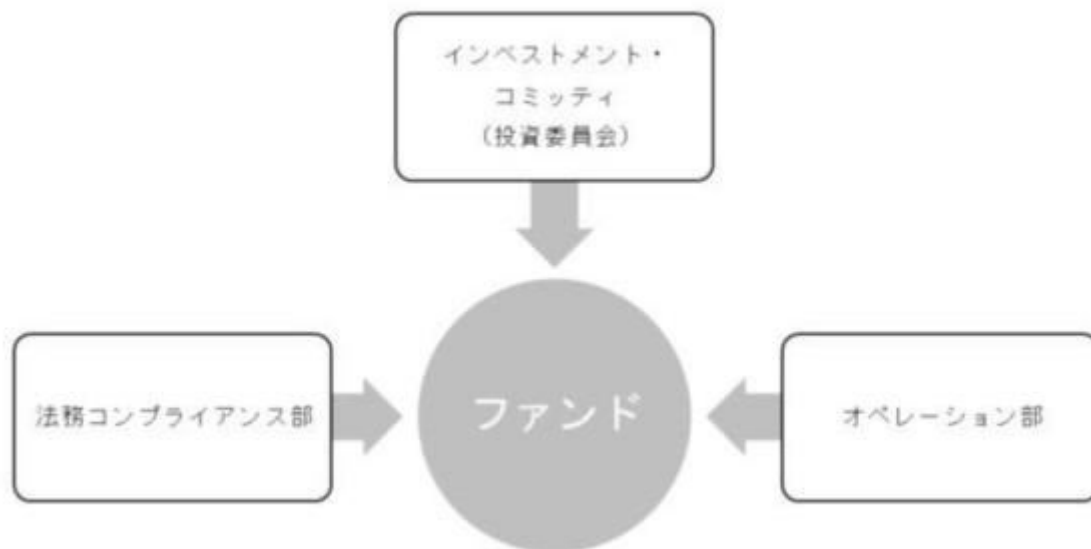 インベストメント・
コミッティ
（投資委員会）
法務コンプライアンス部
ファンド
オペレーション部